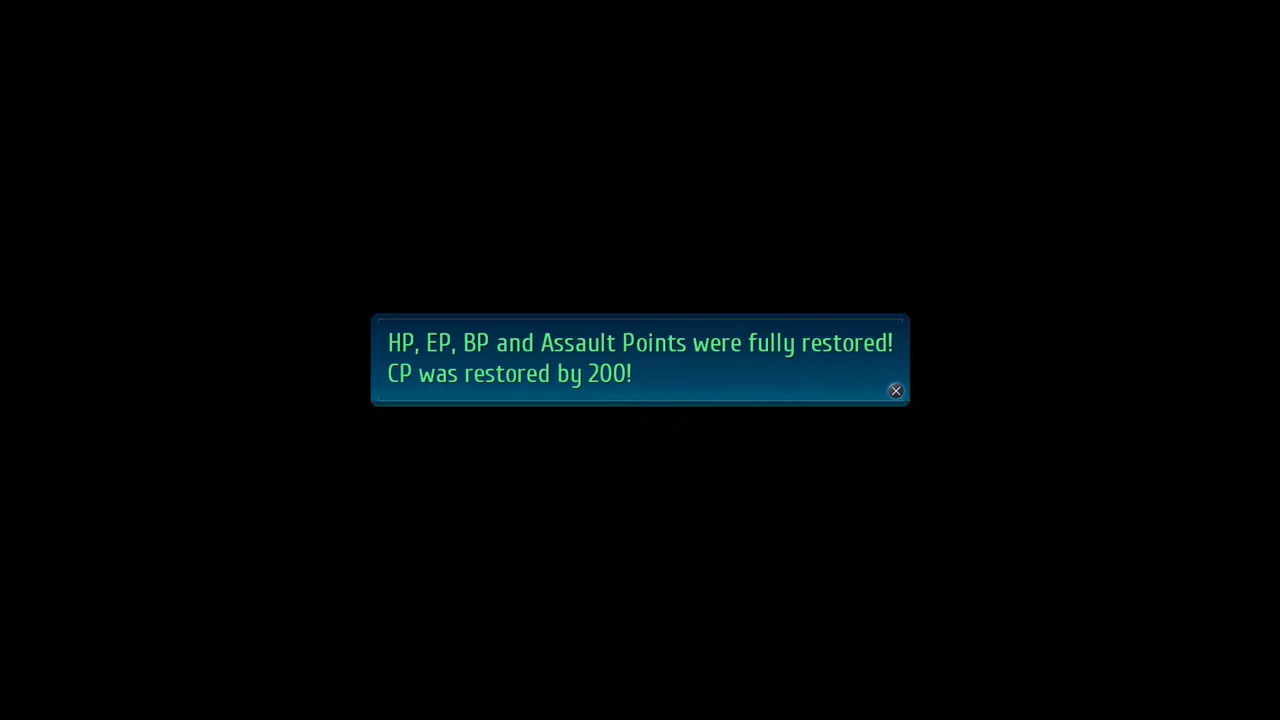 HP, EP, BP and Assault Points were fully restored!
CP was restored by 200!